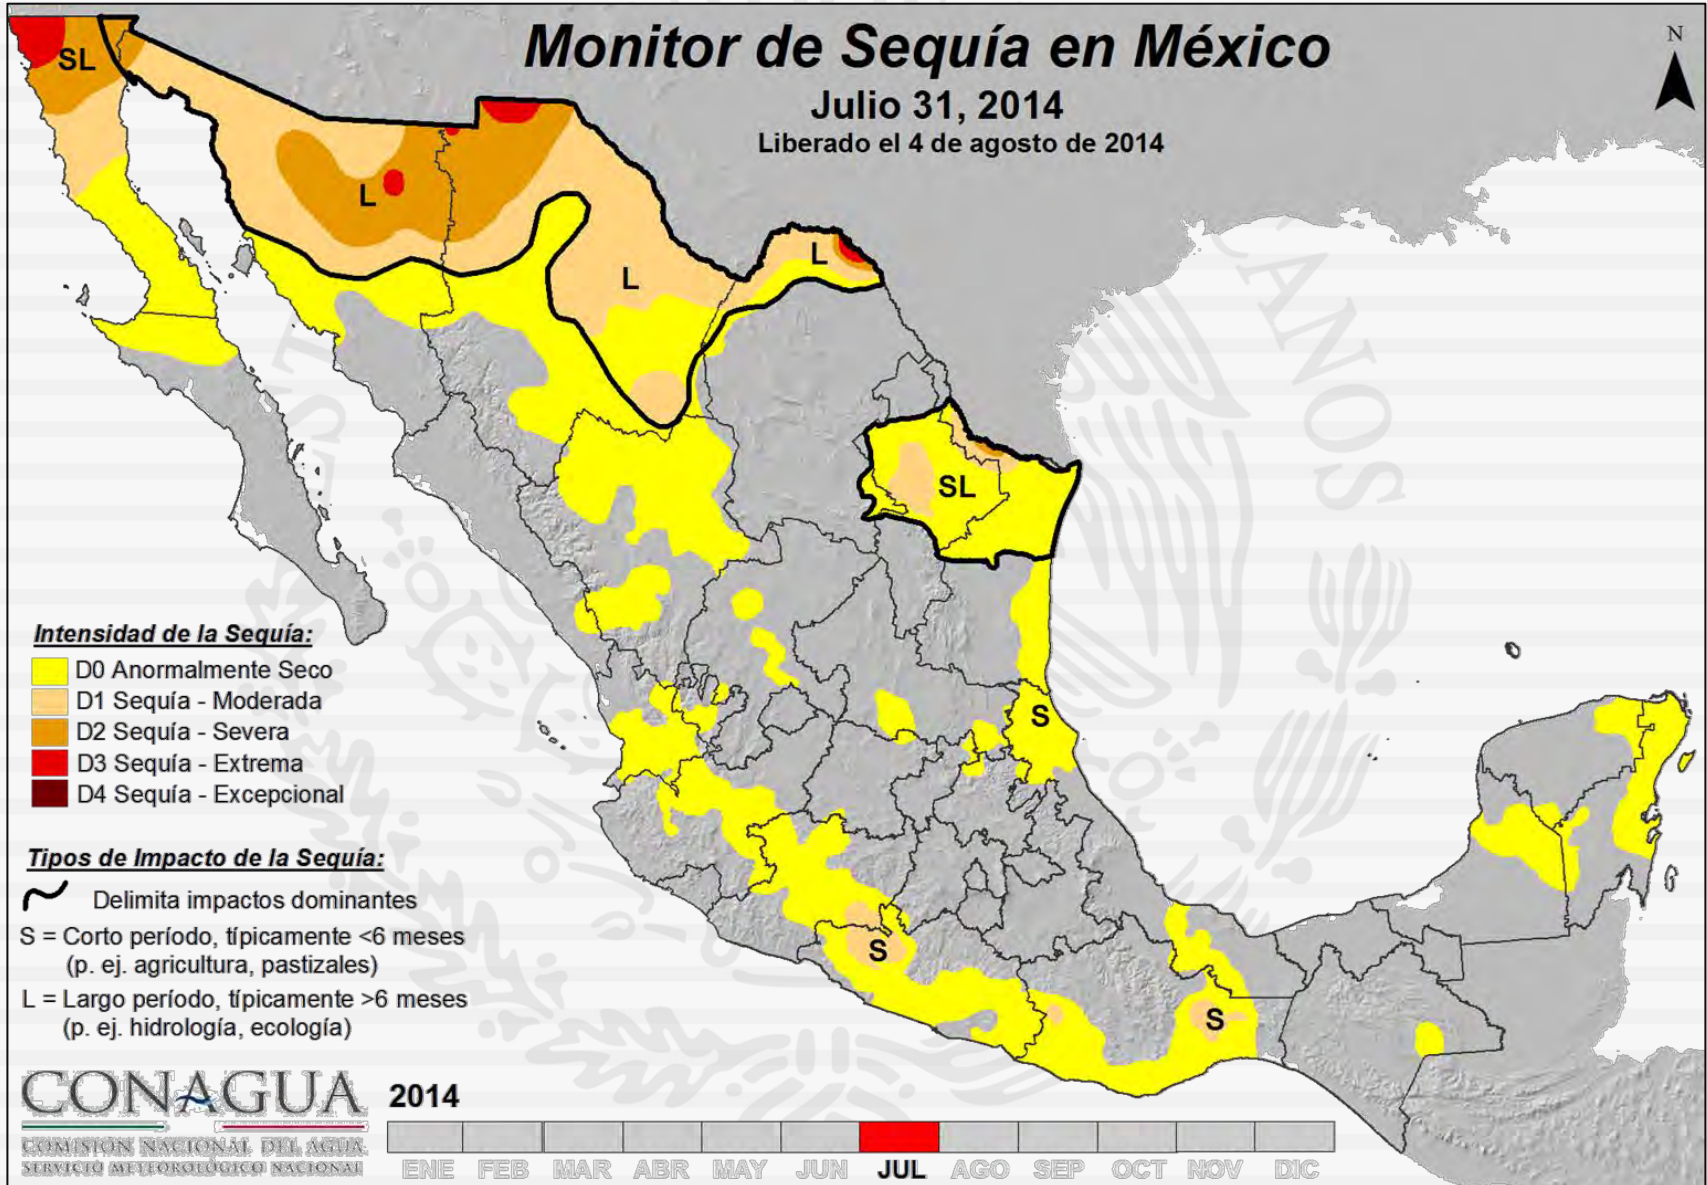 Monitor de Sequía en México
Julio 31, 2014
Liberado el 4 de agosto de 2014
N
SL
L
L
L
SL
S
S
S
Intensidad de la Sequía:
D0 Anormalmente Seco
D1 Sequía - Moderada
D2 Sequía - Severa
D3 Sequía - Extrema
D4 Sequía - Excepcional
Tipos de Impacto de la Sequía:
Delimita impactos dominantes
S = Corto período, típicamente <6 meses
(p. ej. agricultura, pastizales)
L = Largo período, típicamente >6 meses
(p. ej. hidrología, ecología)
CONAGUA
COMISIÓN NACIONAL DEL AGUA
SERVICIO METEOROLÓGICO NACIONAL
2014
ENE FEB MAR ABR MAY JUN JUL AGO SEP OCT NOV DIC